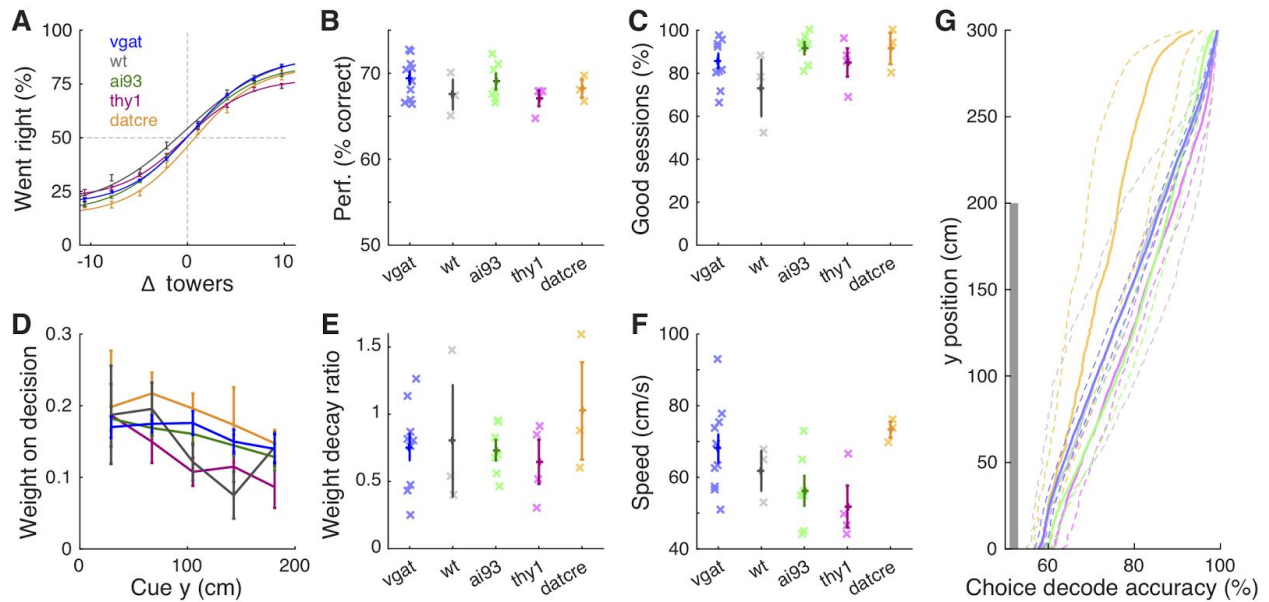 A
Went right (%)
100
75
50
25
0
vgat
wt
ai93
thy1
datcre
-10 0 10
Δ towers
B
Perf. (% correct)
70
60
50
vgat wt ai93 thy1 datcre
C
Good sessions (%)
100
80
60
40
20
0
vgat wt ai93 thy1 datcre
D
Weight on decision
0.3
0.2
0.1
0
0 100 200
Cue y (cm)
E
Weight decay ratio
1.5
1
0.5
0
vgat wt ai93 thy1 datcre
F
Speed (cm/s)
100
80
60
40
vgat wt ai93 thy1 datcre
G
y position (cm)
300
250
200
150
100
50
0
60 80 100
Choice decode accuracy (%)